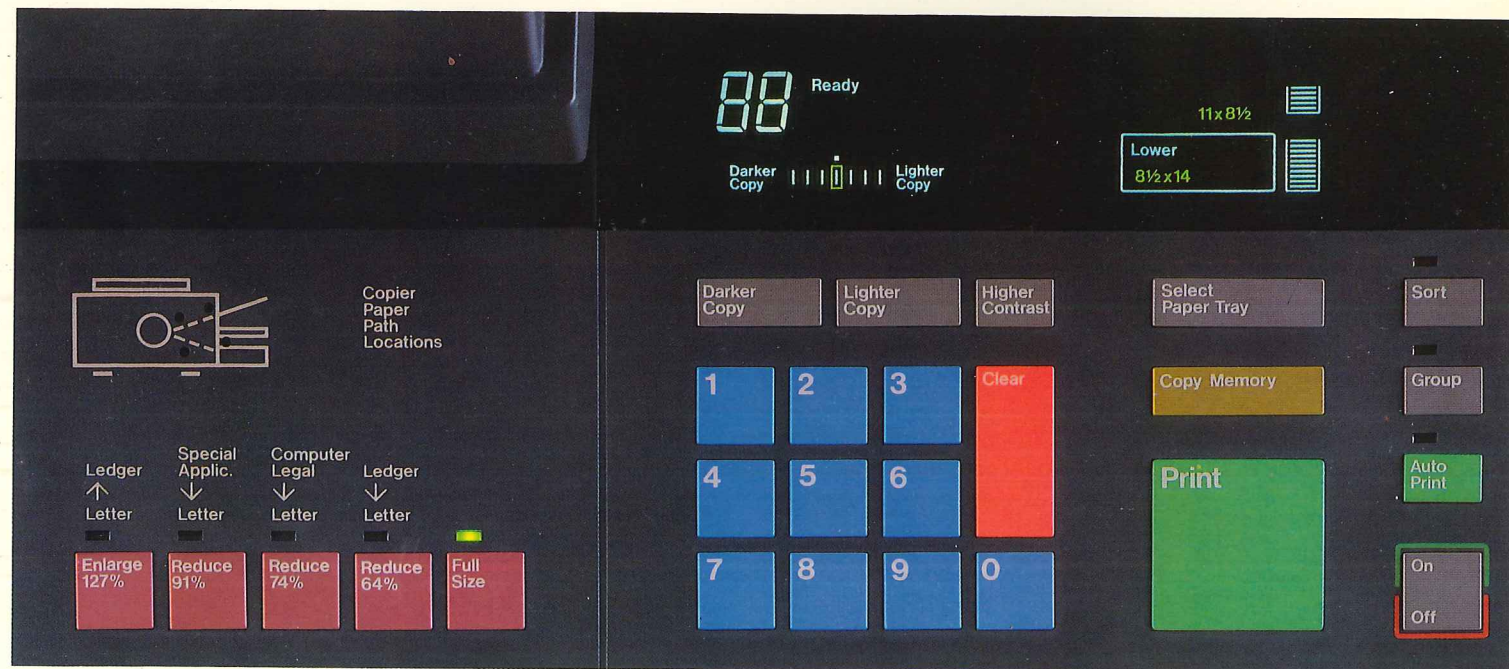 88 Ready
11x8½
Lower
8½x14
Darker Copy
Lighter Copy
Copier
Paper
Path
Locations
Darker
Copy
Lighter
Copy
Higher
Contrast
Select
Paper Tray
Sort
1
2
3
Clear
Copy Memory
Group
Ledger
Letter
Special
Applic.
Letter
Computer
Legal
Letter
Ledger
Letter
4
5
6
Print
Auto
Print
Enlarge
127%
Reduce
91%
Reduce
74%
Reduce
64%
Full
Size
7
8
9
0
On
Off